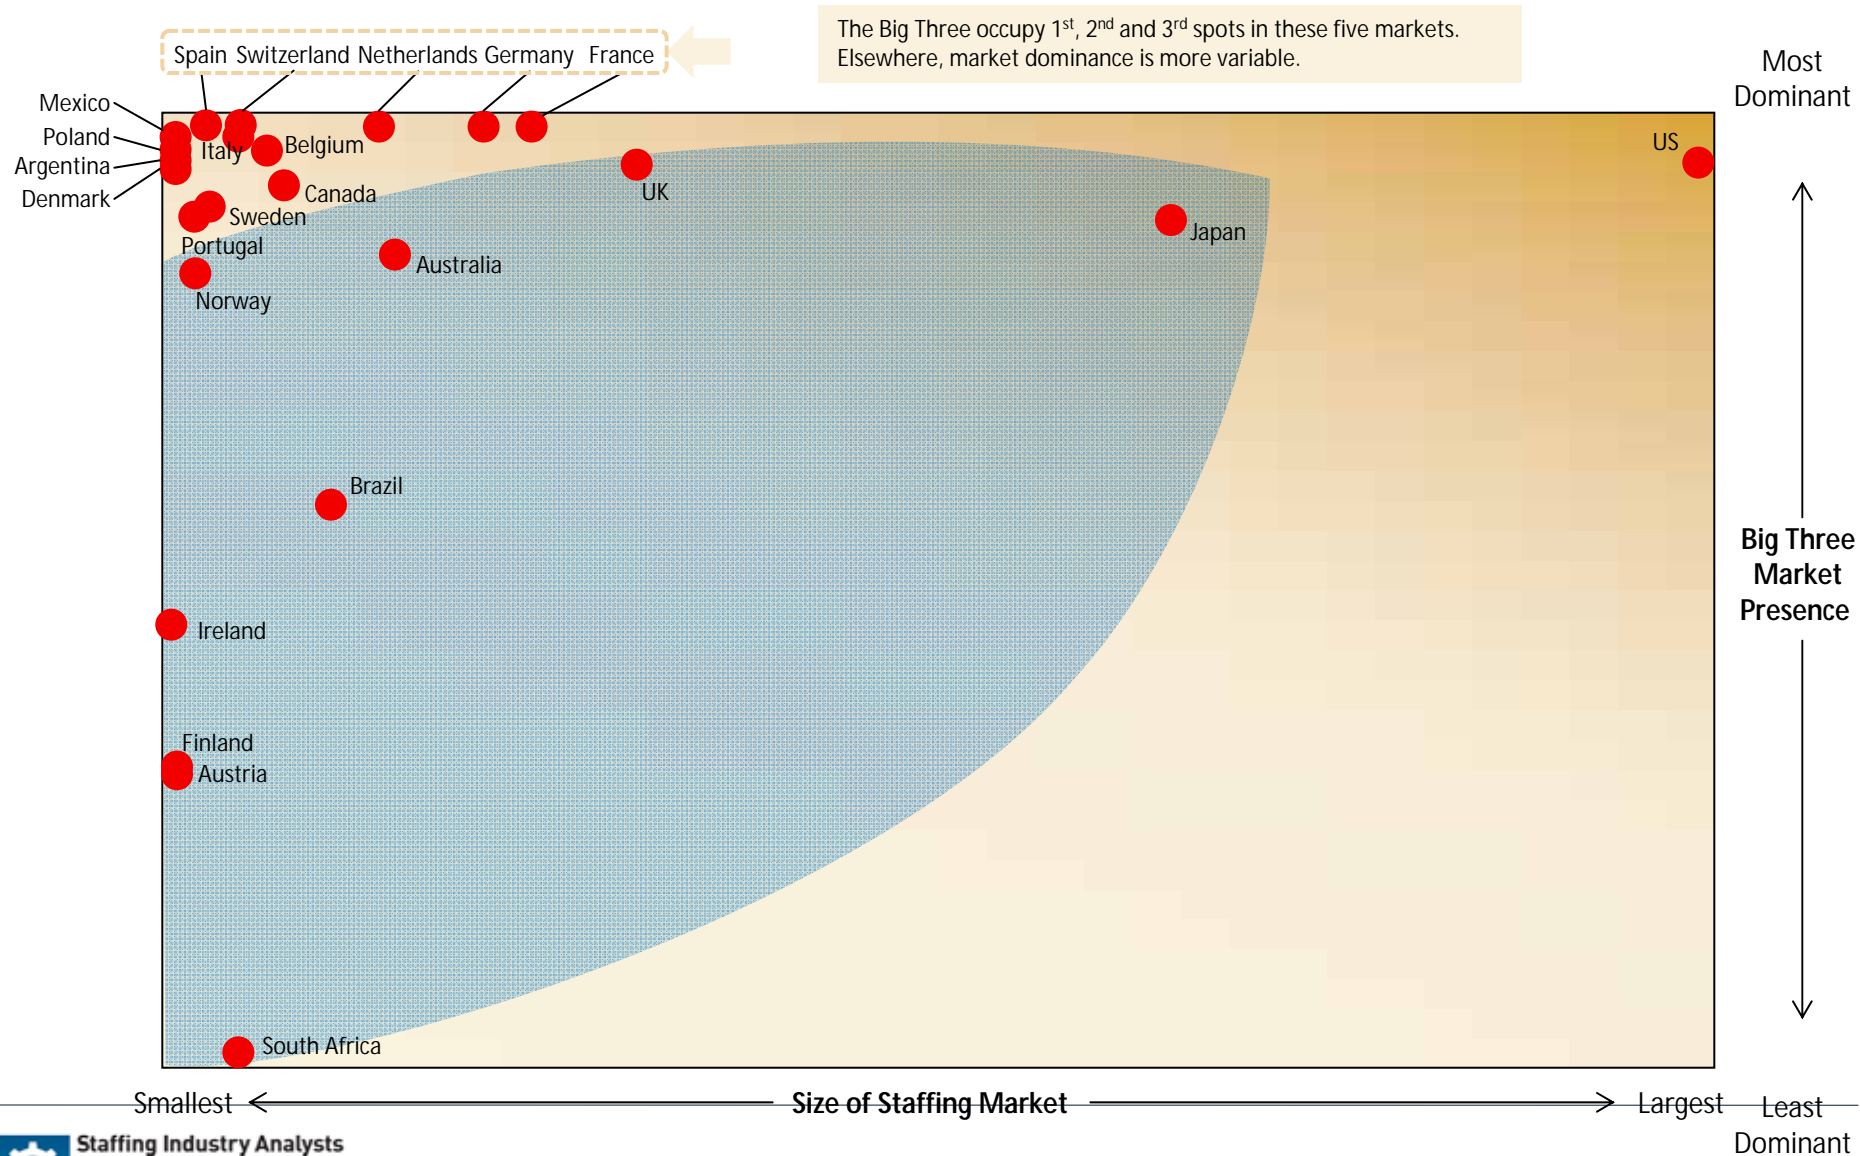 The Big Three occupy 1st, 2nd and 3rd spots in these five markets.
Elsewhere, market dominance is more variable.
Spain Switzerland Netherlands Germany France
Most
Dominant
Mexico
Poland
Argentina
Denmark
Italy
Belgium
Canada
Sweden
Portugal
Norway
UK
Australia
Japan
US
Brazil
Ireland
Finland
Austria
South Africa
Big Three
Market
Presence
Smallest
Size of Staffing Market
Largest
Least
Dominant
Staffing Industry Analysts